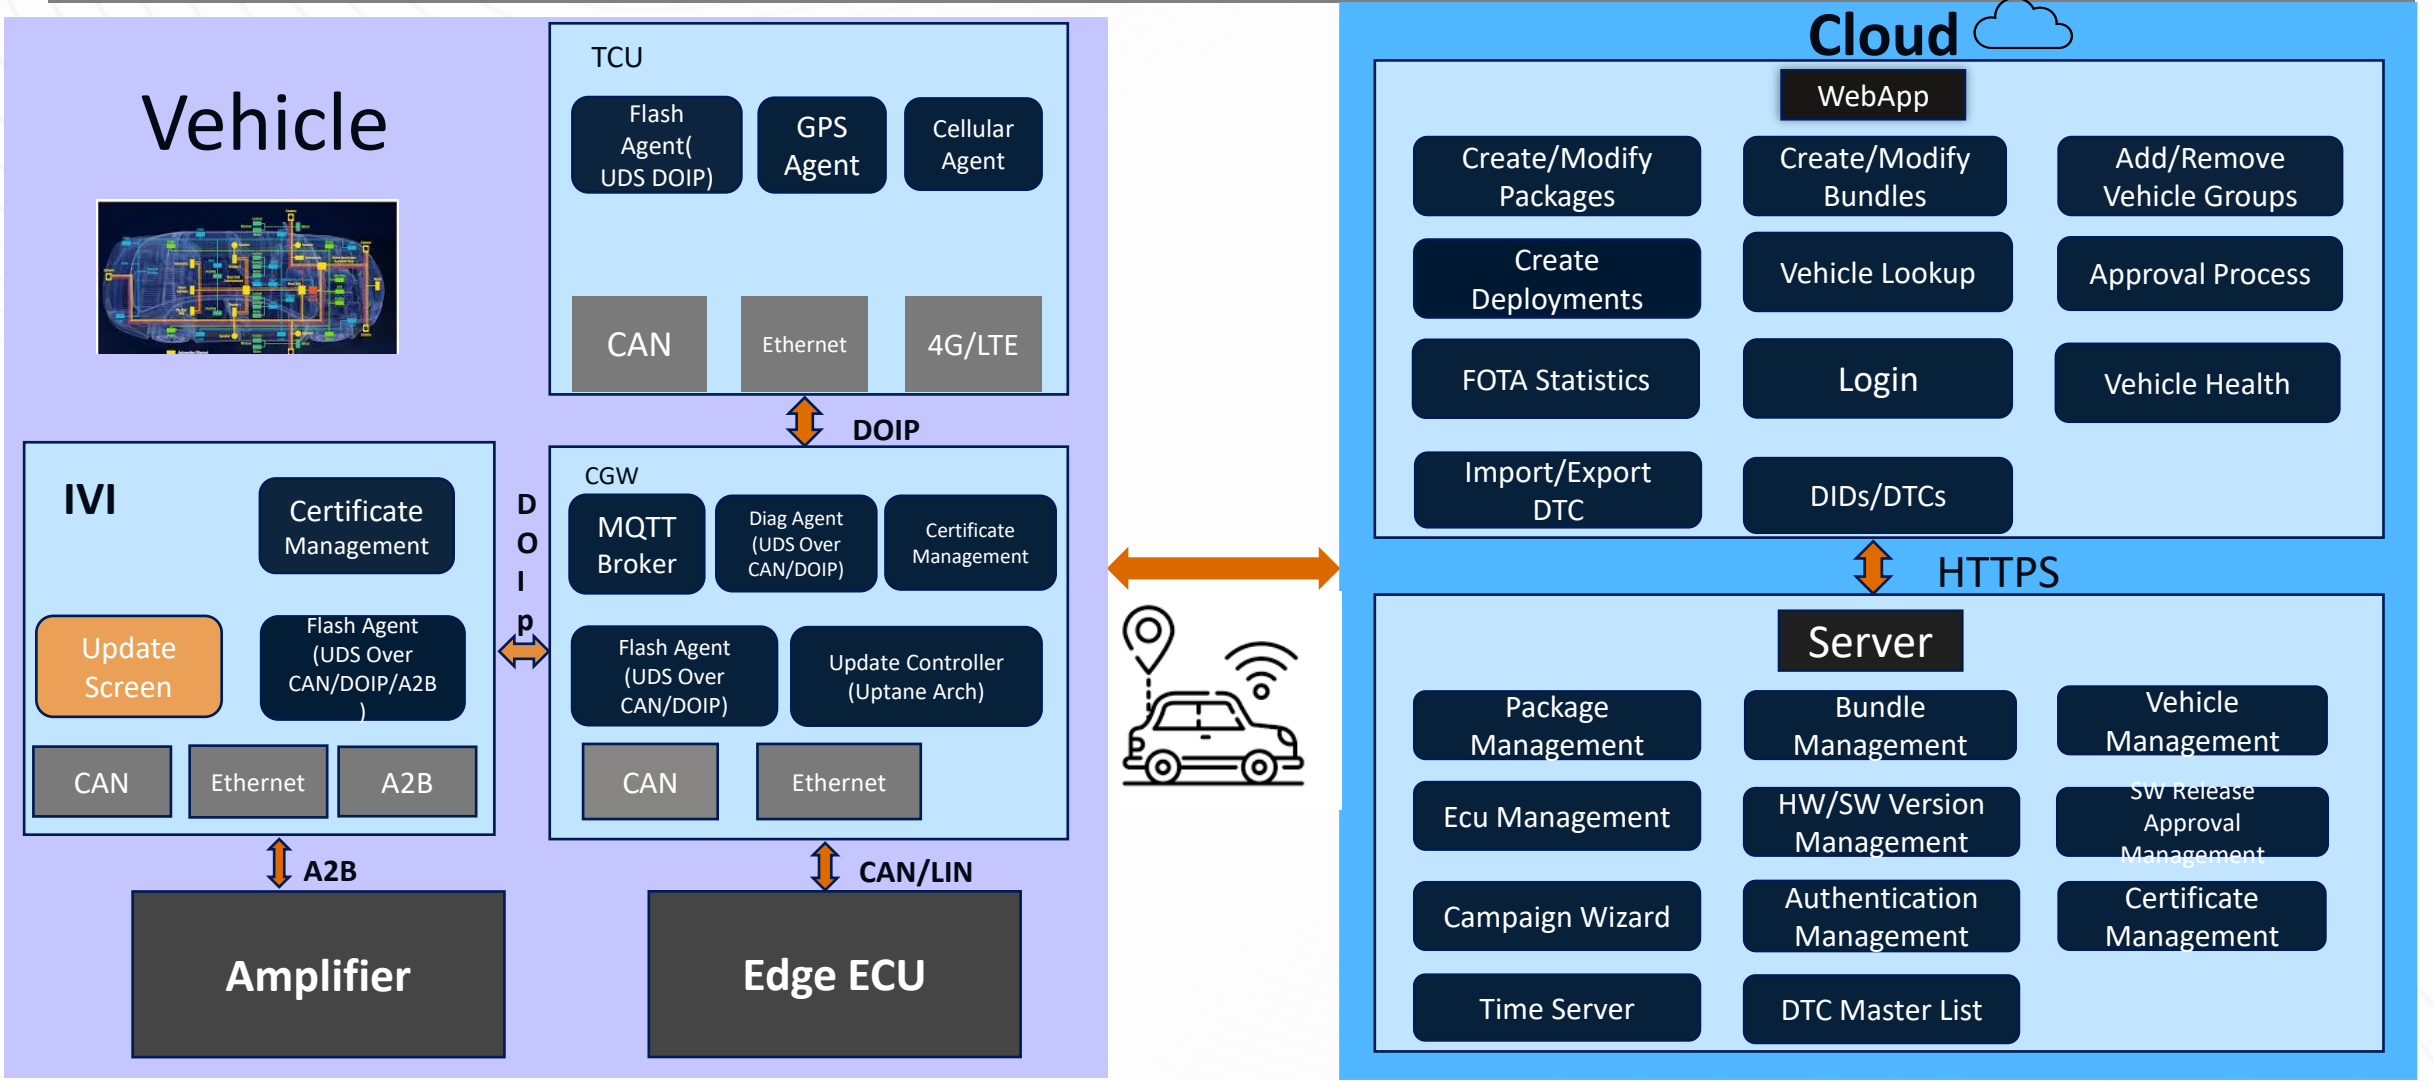 Vehicle
TCU
Flash
Agent(
UDS DOIP)
GPS
Agent
Cellular
Agent
CAN
Ethernet
4G/LTE
DOIP
IVI
Certificate
Management
Update
Screen
Flash Agent
(UDS Over
CAN/DOIP/A2B
)
CAN
Ethernet
A2B
D
O
I
p
CGW
MQTT
Broker
Diag Agent
(UDS Over
CAN/DOIP)
Certificate
Management
Flash Agent
(UDS Over
CAN/DOIP)
Update Controller
(Uptane Arch)
CAN
Ethernet
A2B
CAN/LIN
Amplifier
Edge ECU
Cloud
WebApp
Create/Modify
Packages
Create/Modify
Bundles
Add/Remove
Vehicle Groups
Create
Deployments
Vehicle Lookup
Approval Process
FOTA Statistics
Login
Vehicle Health
Import/Export
DTC
DIDs/DTCs
HTTPS
Server
Package
Management
Bundle
Management
Vehicle
Management
Ecu Management
HW/SW Version
Management
SW Release
Approval
Management
Campaign Wizard
Authentication
Management
Certificate
Management
Time Server
DTC Master List